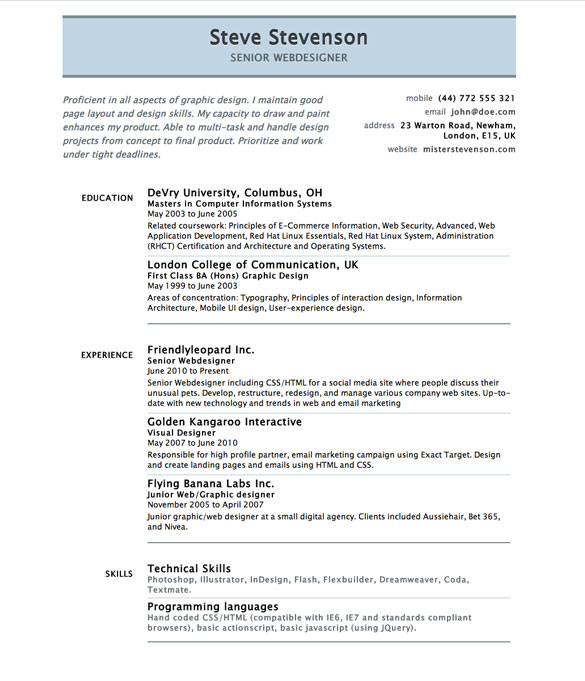 Steve Stevenson
SENIOR WEBDESIGNER
Proficient in all aspects of graphic design. I maintain good
page layout and design skills. My capacity to draw and paint
enhances my product. Able to multi-task and handle design
projects from concept to final product. Prioritize and work
under tight deadlines.
mobile (44) 772 555 321
email john@doe.com
address 23 Warton Road, Newham,
London, E15, UK
website misterstevenson.com
EDUCATION
DeVry University, Columbus, OH
Masters in Computer Information Systems
May 2003 to June 2005
Related coursework: Principles of E-Commerce Information, Web Security, Advanced, Web
Application Development, Red Hat Linux Essentials, Red Hat Linux System, Administration
(RHCT) Certification and Architecture and Operating Systems.
London College of Communication, UK
First Class BA (Hons) Graphic Design
May 1999 to June 2003
Areas of concentration: Typography, Principles of interaction design, Information
Architecture, Mobile UI design, User-experience design.
EXPERIENCE
Friendlyleopard Inc.
Senior Webdesigner
June 2010 to Present
Senior Webdesigner including CSS/HTML for a social media site where people discuss their
unusual pets. Develop, restructure, redesign, and manage various company web sites. Up-to-
date with new technology and trends in web and email marketing
Golden Kangaroo Interactive
Visual Designer
May 2007 to June 2010
Responsible for high profile partner, email marketing campaign using Exact Target. Design
and create landing pages and emails using HTML and CSS.
Flying Banana Labs Inc.
Junior Web/Graphic designer
November 2005 to April 2007
Junior graphic/web designer at a small digital agency. Clients included Aussiehair, Bet 365,
and Nivea.
SKILLS
Technical Skills
Photoshop, Illustrator, InDesign, Flash, Flexbuilder, Dreamweaver, Coda,
Textmate.
Programming languages
Hand coded CSS/HTML (compatible with IE6, IE7 and standards compliant
browsers), basic actionscript, basic javascript (using JQuery).